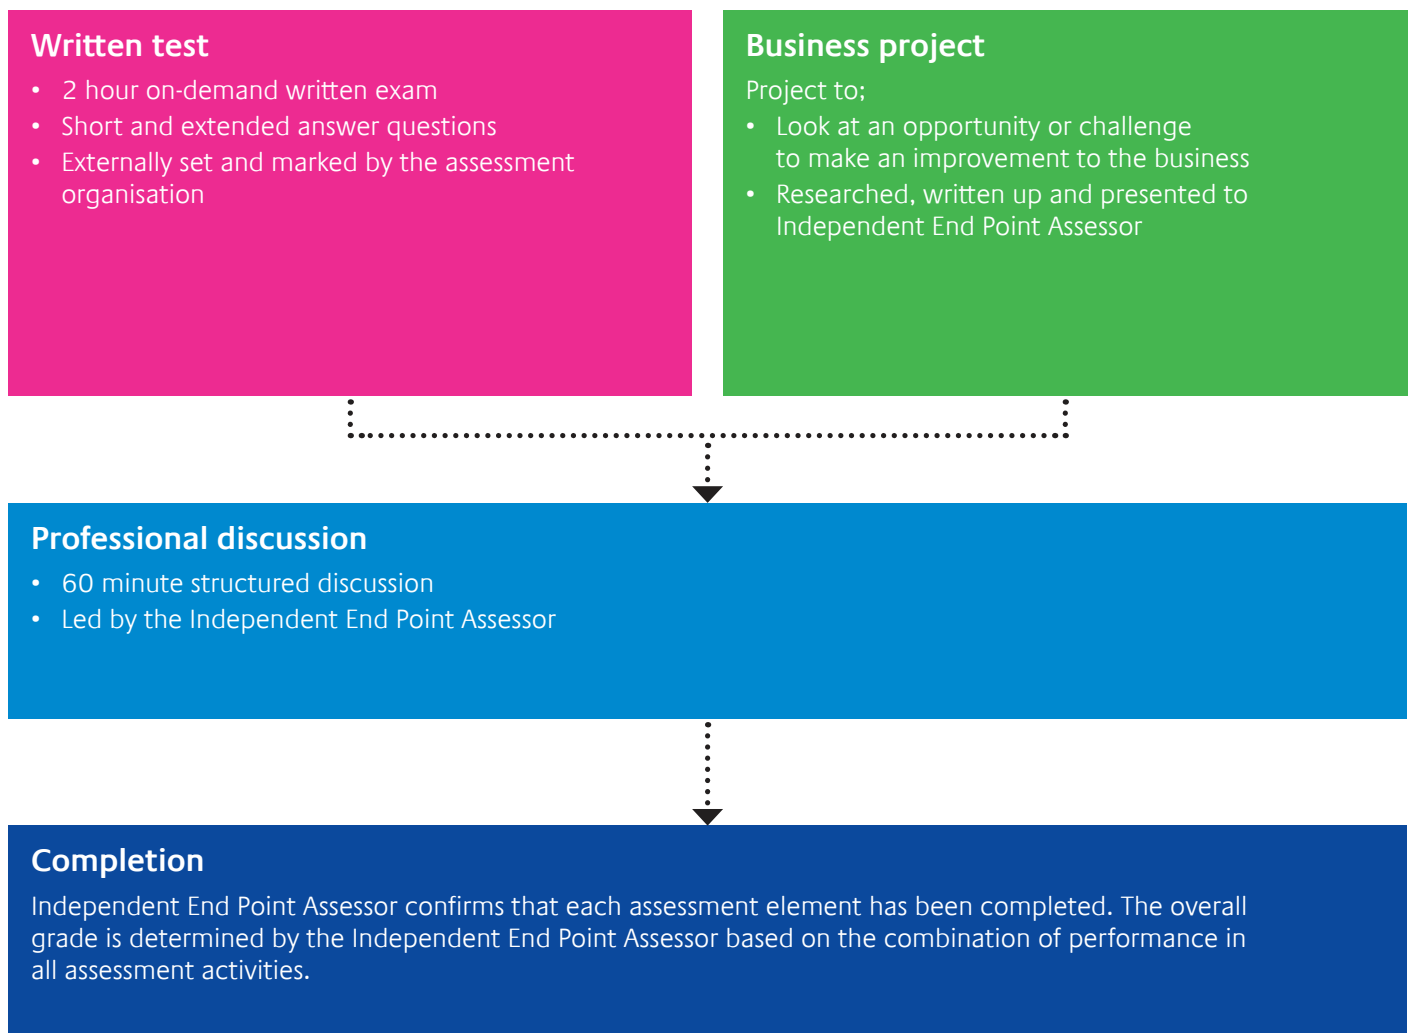 Written test
• 2 hour on-demand written exam
• Short and extended answer questions
• Externally set and marked by the assessment
organisation
Business project
Project to;
• Look at an opportunity or challenge
to make an improvement to the business
• Researched, written up and presented to
Independent End Point Assessor
Professional discussion
• 60 minute structured discussion
• Led by the Independent End Point Assessor
Completion
Independent End Point Assessor confirms that each assessment element has been completed. The overall
grade is determined by the Independent End Point Assessor based on the combination of performance in
all assessment activities.